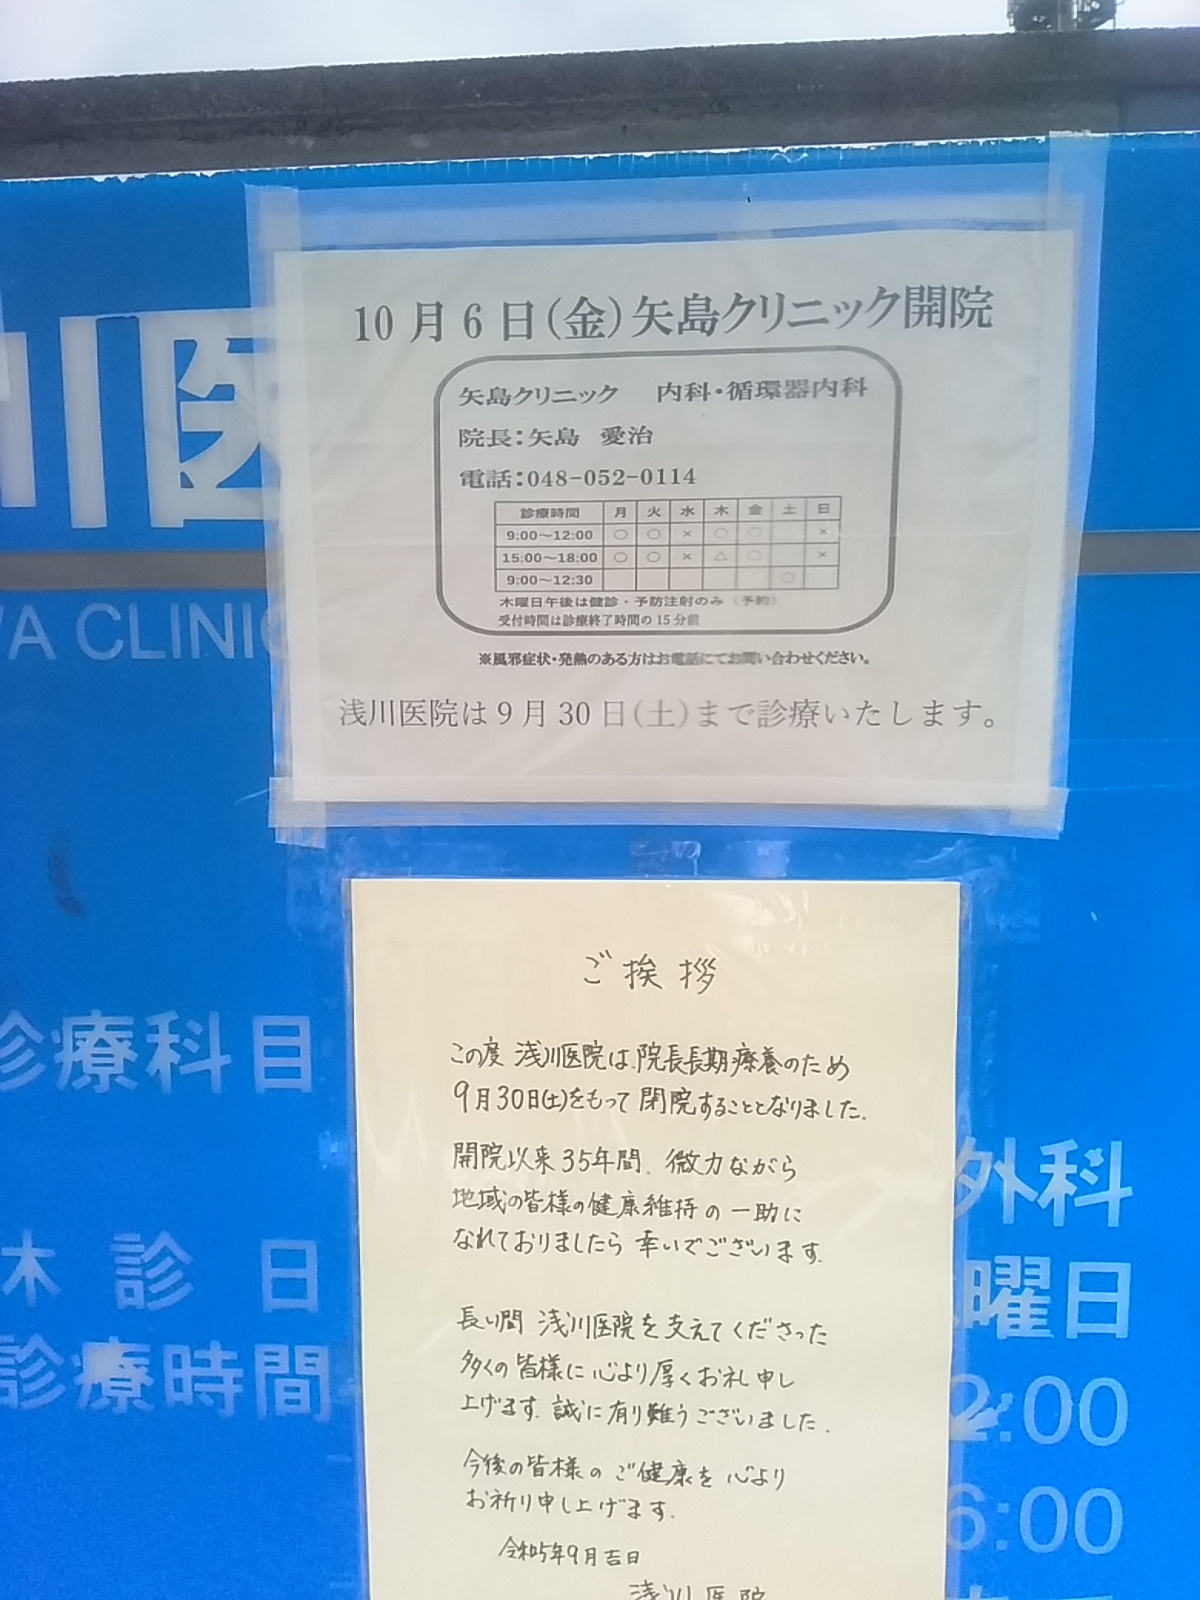 10月6日(金)矢島クリニック開院
矢島クリニック 内科・循環器内科
院長:矢島 愛治
電話:048-052-0114
診療時間 月 火 水 木 金 土 日
9:00～12:00 ○ ○ × ○ ○ ×
15:00～18:00 ○ ○ × △ ○ ×
9:00～12:30 ○
木曜日午後は健診・予防注射のみ（予約）
受付時間は診療終了時間の15分前
※風邪症状・発熱のある方はお電話にてお問い合わせください。
浅川医院は9月30日(土)まで診療いたします。
川医
A CLINIC
ご挨拶
この度 浅川医院は、院長長期療養のため
9月30日(土)をもって閉院することとなりました。
開院以来35年間、微力ながら
地域の皆様の健康維持の一助に
なれておりましたら幸いでございます。
長い間 浅川医院を支えてくださった
多くの皆様に心より厚くお礼申し
上げます。誠に有り難うございました。
今後の皆様のご健康を心より
お祈り申し上げます。
令和5年9月吉日
浅川医院
診療科目
外科
休診日
曜日
診療時間
2:00
6:00